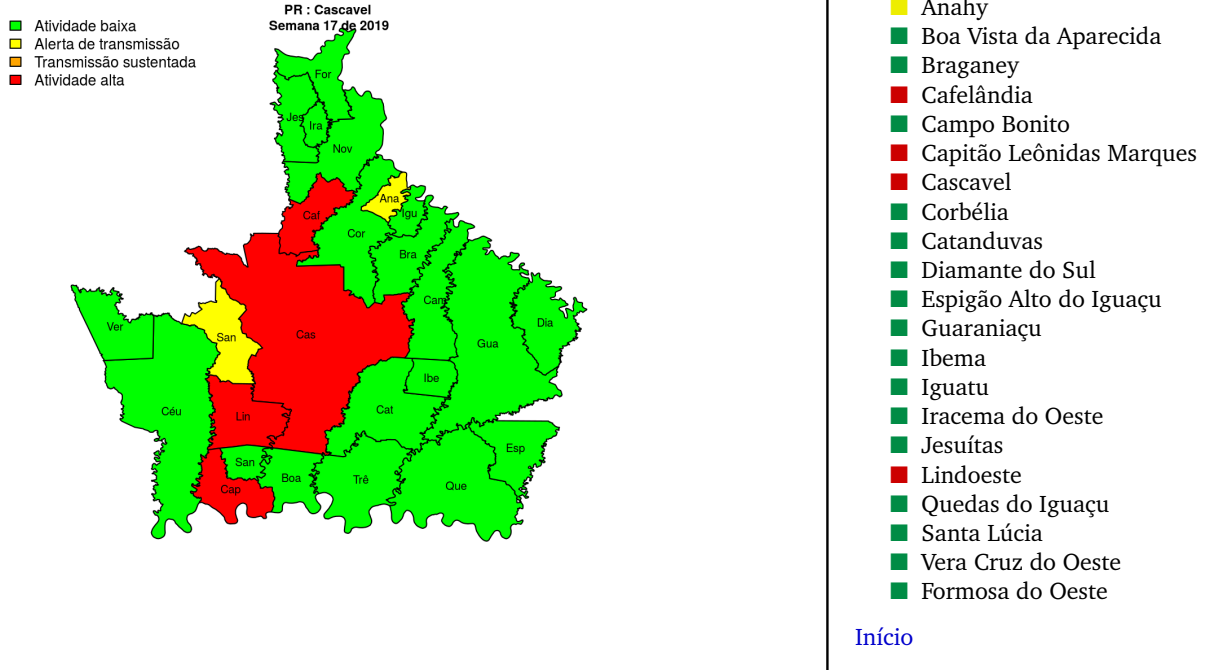 PR : Cascavel
Semana 17 de 2019
Atividade baixa
Alerta de transmissão
Transmissão sustentada
Atividade alta
For
Jes
Ira
Nov
Ana
Igu
Caf
Cor
Bra
Cam
Dia
Ver
San
Cas
Gua
Ibe
Céu
Lin
Cat
Esp
San
Boa
Trê
Cap
Que
Anahy
Boa Vista da Aparecida
Braganey
Cafelândia
Campo Bonito
Capitão Leônidas Marques
Cascavel
Corbélia
Catanduvas
Diamante do Sul
Espigão Alto do Iguaçu
Guaraniaçu
Ibema
Iguatu
Iracema do Oeste
Jesuítas
Lindoeste
Quedas do Iguaçu
Santa Lúcia
Vera Cruz do Oeste
Formosa do Oeste
Início